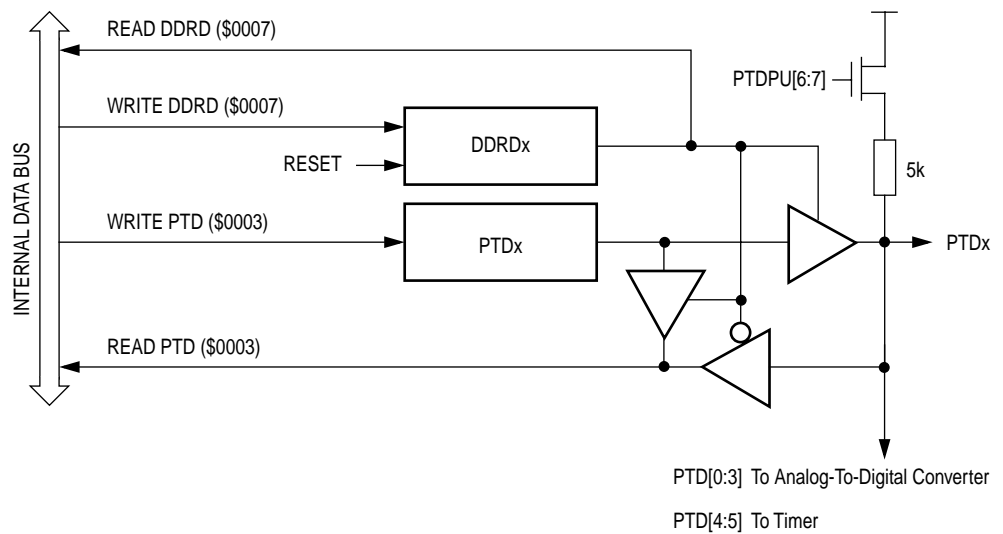 READ DDRD ($0007)
PTDPU[6:7]
WRITE DDRD ($0007)
DDRDx
RESET
5k
INTERNAL DATA BUS
WRITE PTD ($0003)
PTDx
PTDx
READ PTD ($0003)
PTD[0:3] To Analog-To-Digital Converter
PTD[4:5] To Timer